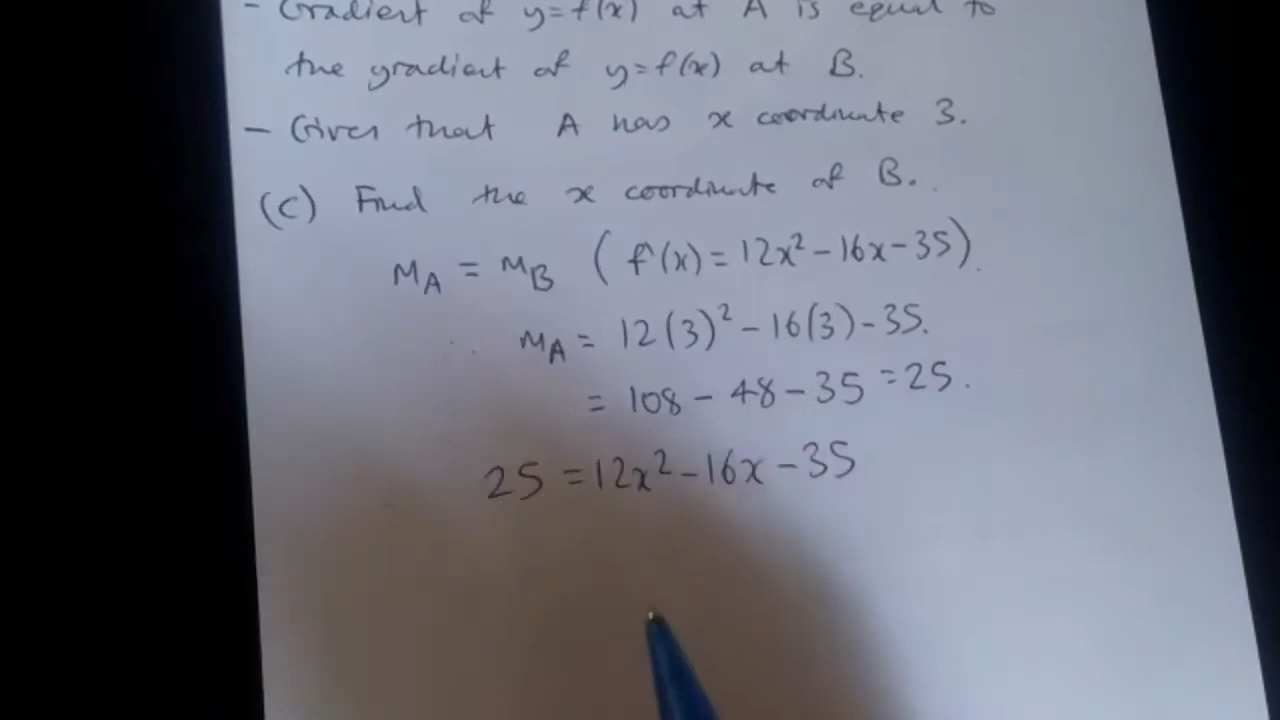 - Gradient of y=f(x) at A is equal to
the gradient of y=f(x) at B.
- Given that A has x coordinate 3.
(c) Find the x coordinate of B.
M_A = M_B (f'(x) = 12x² - 16x - 35).
M_A = 12(3)² - 16(3) - 35.
= 108 - 48 - 35 = 25.
25 = 12x² - 16x - 35